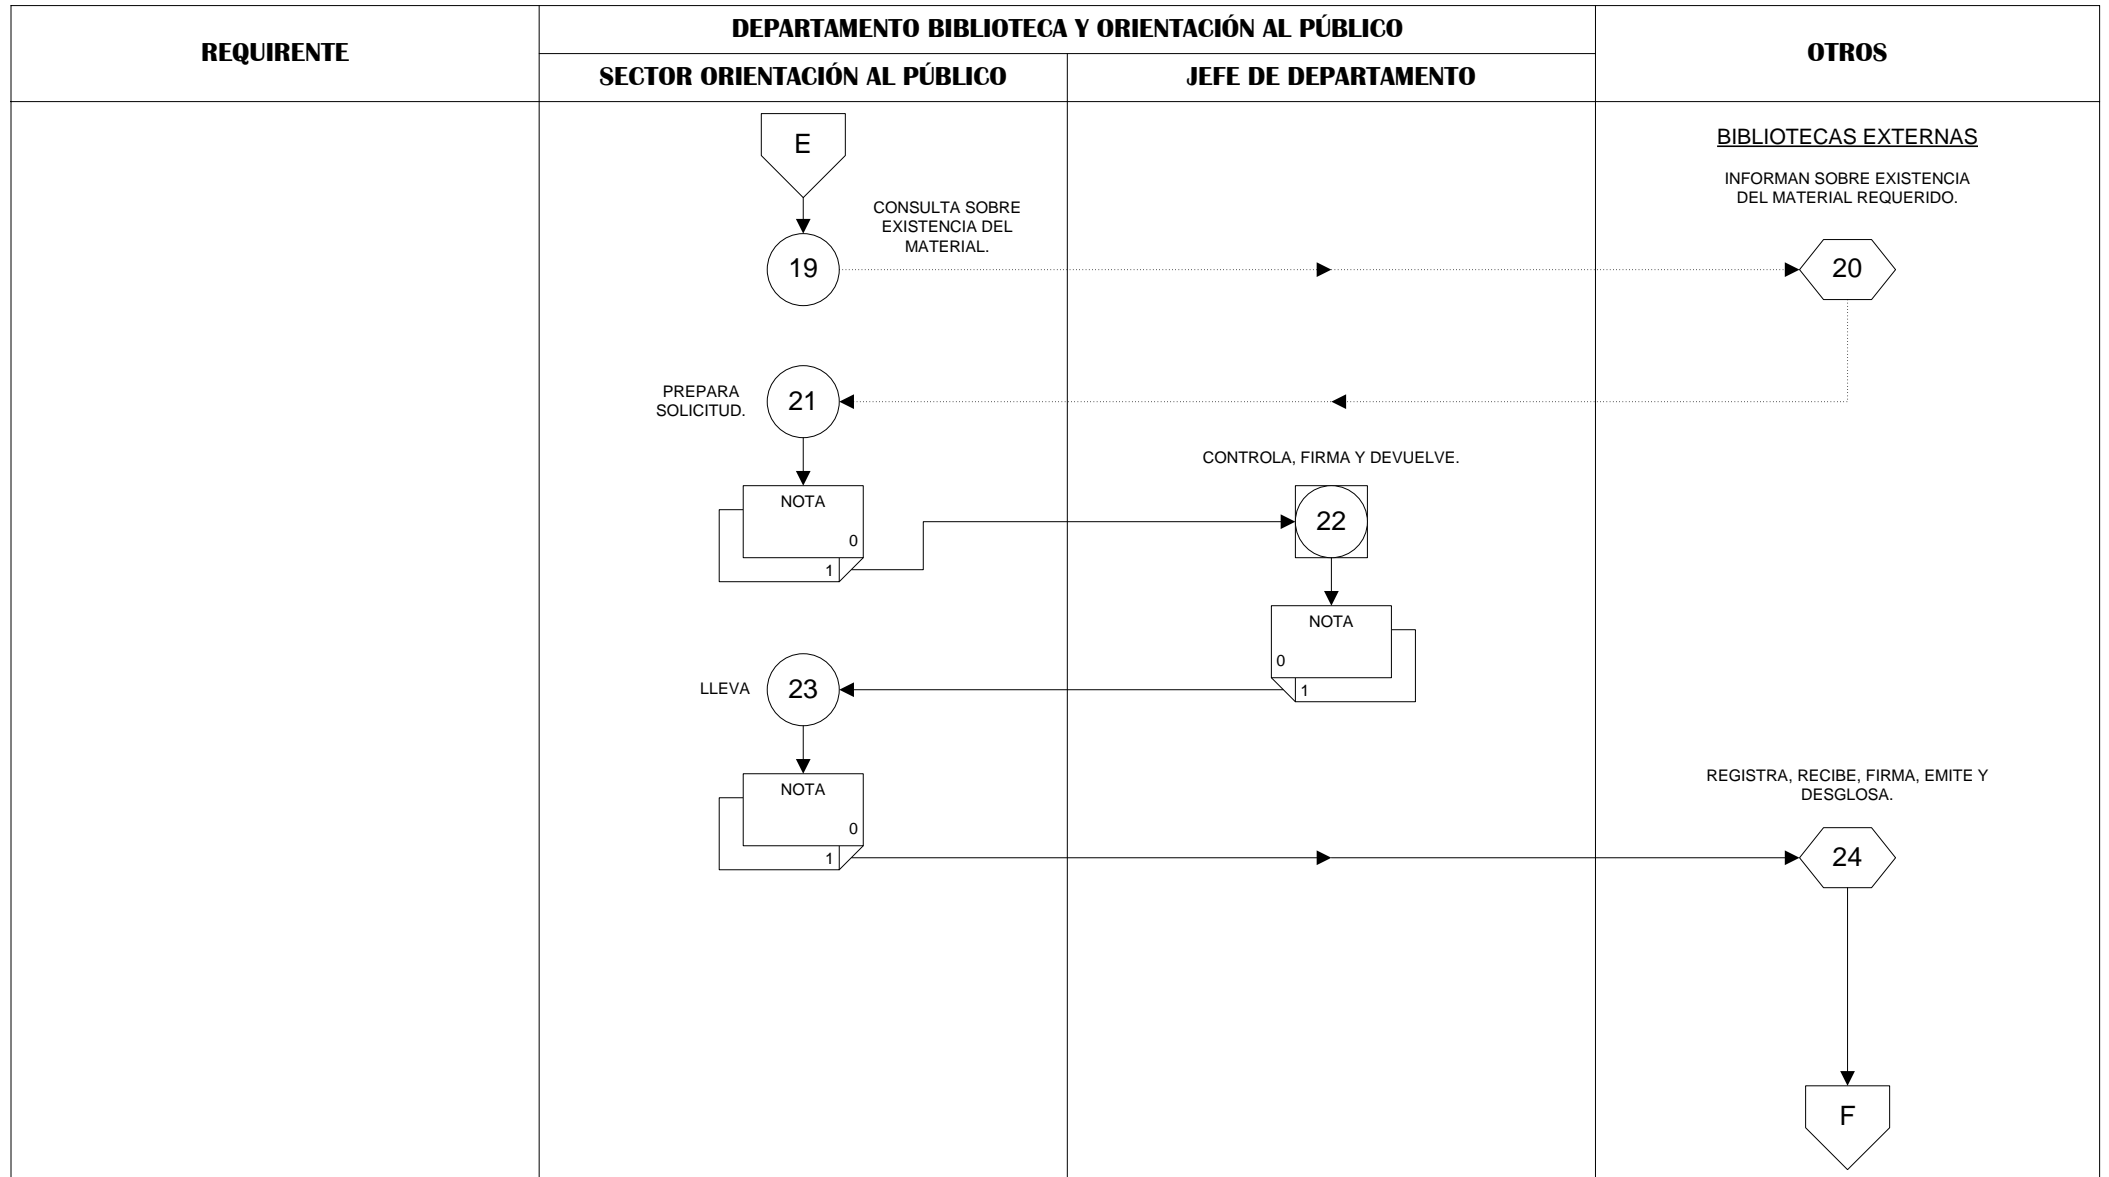 REQUIRENTE
DEPARTAMENTO BIBLIOTECA Y ORIENTACIÓN AL PÚBLICO
SECTOR ORIENTACIÓN AL PÚBLICO
JEFE DE DEPARTAMENTO
OTROS
E
BIBLIOTECAS EXTERNAS
INFORMAN SOBRE EXISTENCIA
DEL MATERIAL REQUERIDO.
CONSULTA SOBRE
EXISTENCIA DEL
MATERIAL.
19
20
PREPARA
SOLICITUD.
21
CONTROLA, FIRMA Y DEVUELVE.
NOTA
0
1
22
NOTA
0
1
LLEVA
23
NOTA
0
1
REGISTRA, RECIBE, FIRMA, EMITE Y
DESGLOSA.
24
F